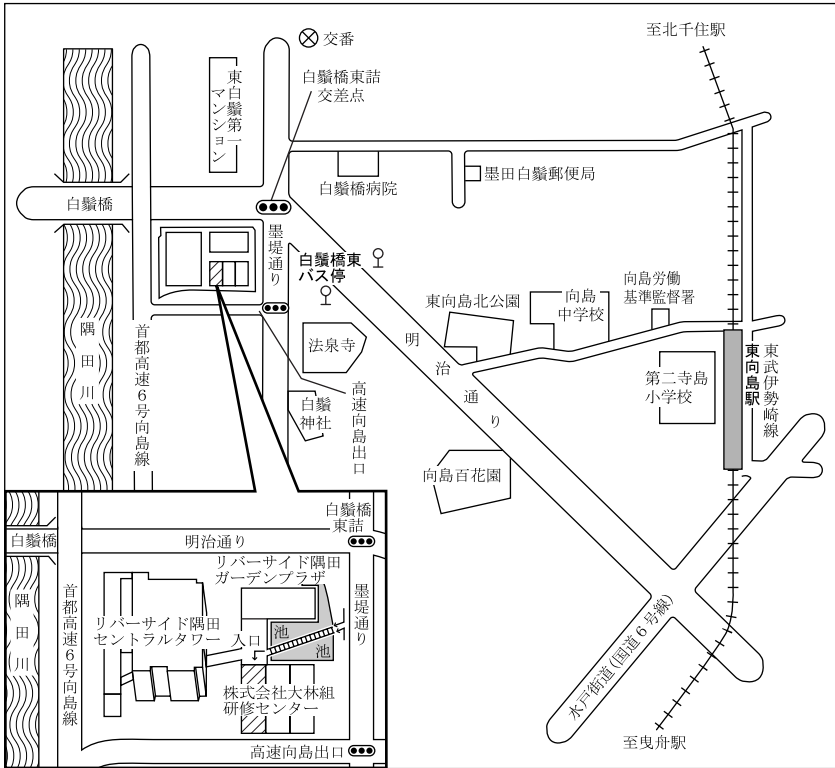 至北千住駅
交番
東白鬚第一
マンション
白鬚橋東詰
交差点
白鬚橋病院
墨田白鬚郵便局
白鬚橋
墨堤通り
白鬚橋東
バス停
東向島北公園
向島
中学校
向島労働
基準監督署
隅田川
首都高速6号向島線
法泉寺
明治通り
第二寺島
小学校
東向島駅
東武伊勢崎線
白鬚
神社
高速向島出口
向島百花園
白鬚橋
東詰
白鬚橋
明治通り
リバーサイド隅田
ガーデンプラザ
墨堤通り
隅田川
首都高速6号向島線
リバーサイド隅田
セントラルタワー
入口
池
池
株式会社大林組
研修センター
高速向島出口
水戸街道(国道6号線)
至曳舟駅